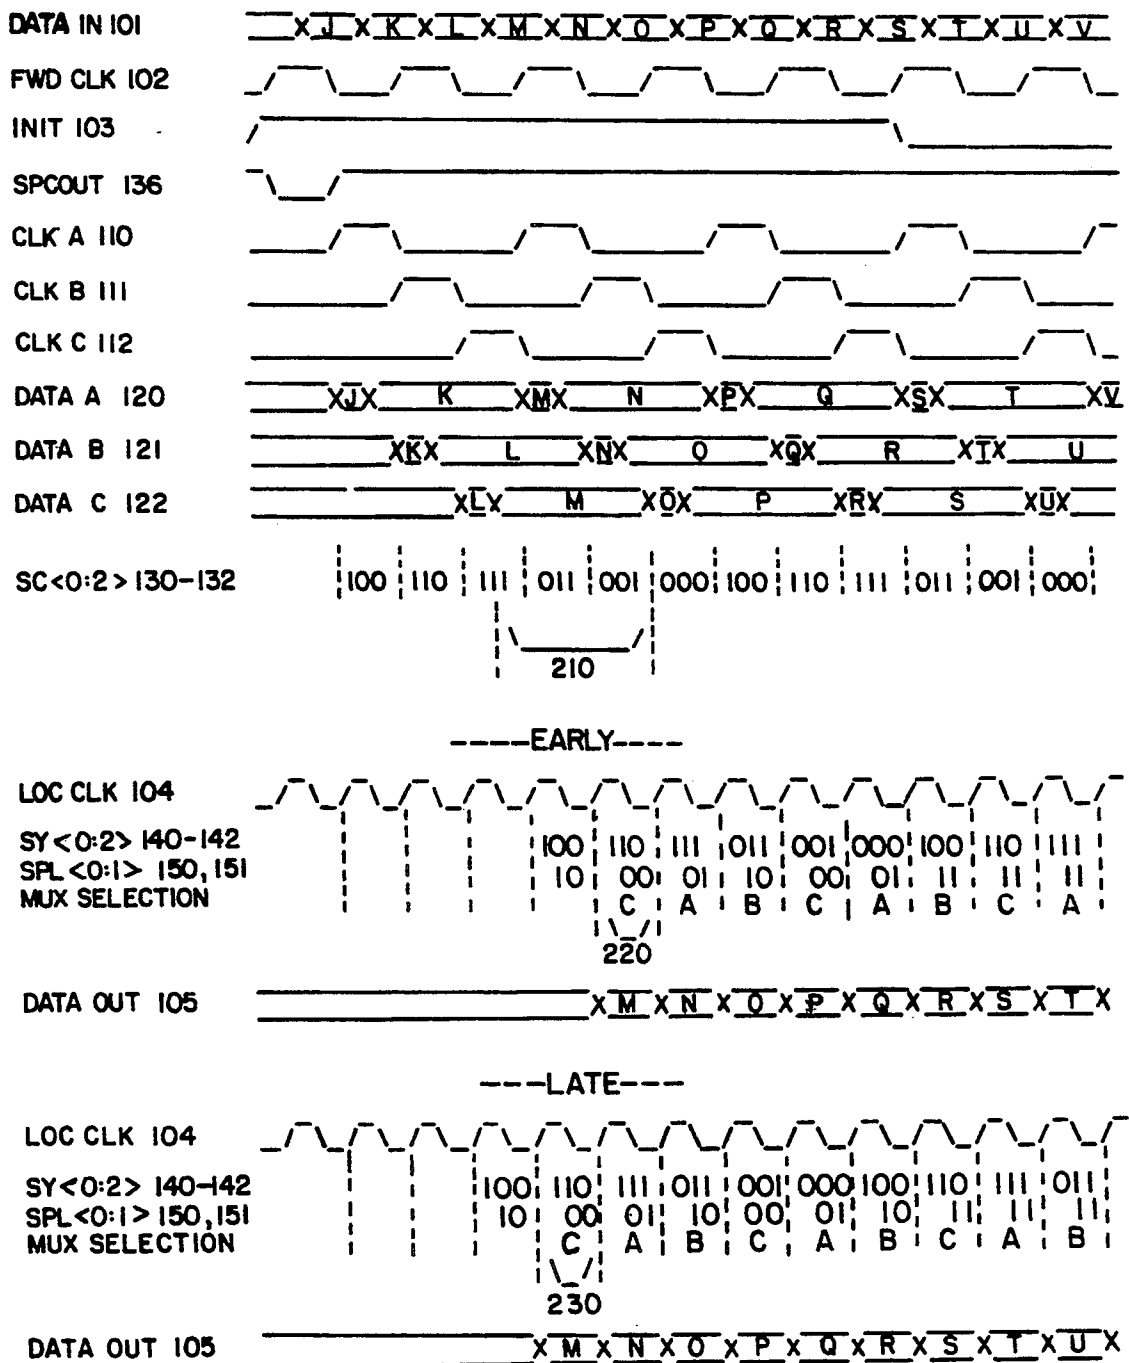 DATA IN 101 X J X K X L X M X N X O X P X Q X R X S X T X U X V
FWD CLK 102
INIT 103
SPCOUT 136
CLK A 110
CLK B 111
CLK C 112
DATA A 120 X J X K X M X N X P X Q X S X T X V
DATA B 121 X K X L X N X O X Q X R X T X U
DATA C 122 X L X M X O X P X R X S X U X
SC<0:2> 130-132 100 110 111 011 001 000 100 110 111 011 001 000
210
----EARLY----
LOC CLK 104
SY<0:2> 140-142 100 110 111 011 001 000 100 110 111
SPL<0:1> 150,151 10 00 01 10 00 01 11 11 11
MUX SELECTION C A B C A B C A
220
DATA OUT 105 X M X N X O X P X Q X R X S X T X
---LATE---
LOC CLK 104
SY<0:2> 140-142 100 110 111 011 001 000 100 110 111 011
SPL<0:1> 150,151 10 00 01 10 00 01 10 11 11 11
MUX SELECTION C A B C A B C A B
230
DATA OUT 105 X M X N X O X P X Q X R X S X T X U X